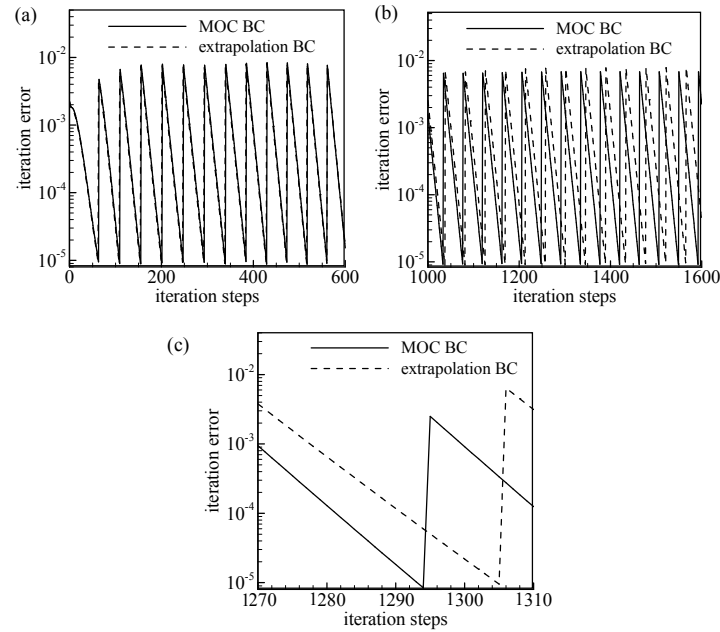 (a)
MOC BC
extrapolation BC
10-2
10-3
10-4
10-5
iteration error
0 200 400 600
iteration steps
(b)
MOC BC
extrapolation BC
10-2
10-3
10-4
10-5
iteration error
1000 1200 1400 1600
iteration steps
(c)
MOC BC
extrapolation BC
10-2
10-3
10-4
10-5
iteration error
1270 1280 1290 1300 1310
iteration steps